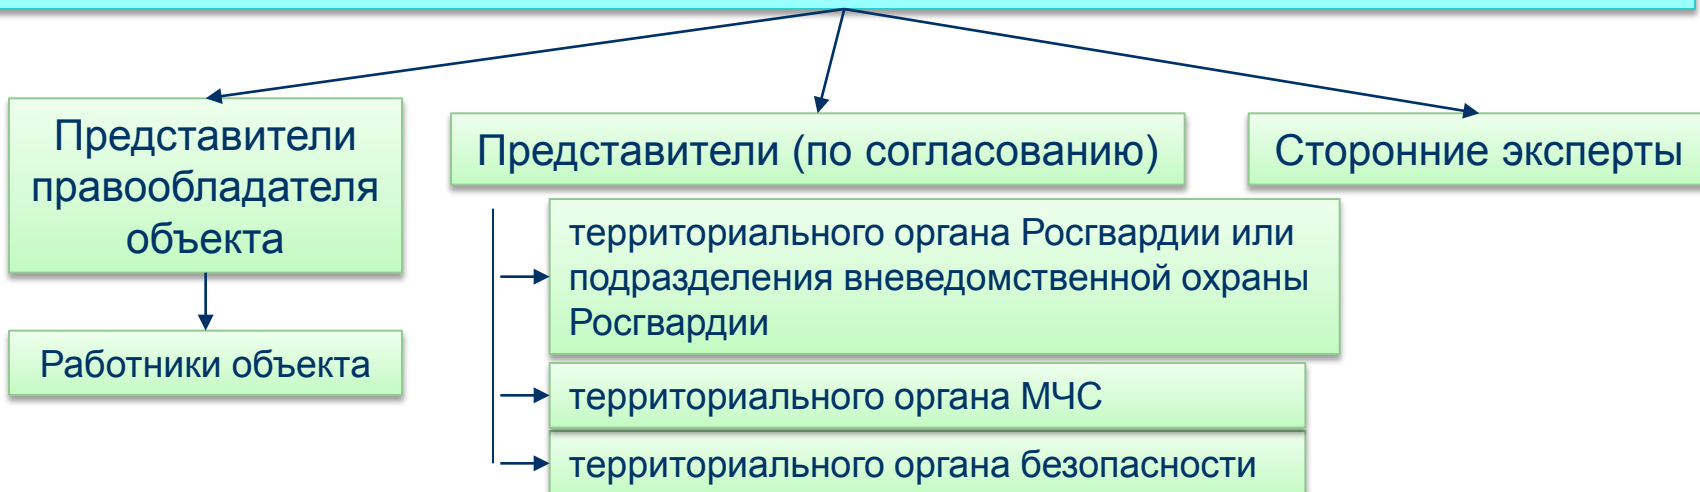 Представители
правообладателя
объекта
Работники объекта
Представители (по согласованию)
территориального органа Росгвардии или
подразделения вневедомственной охраны
Росгвардии
территориального органа МЧС
территориального органа безопасности
Сторонние эксперты